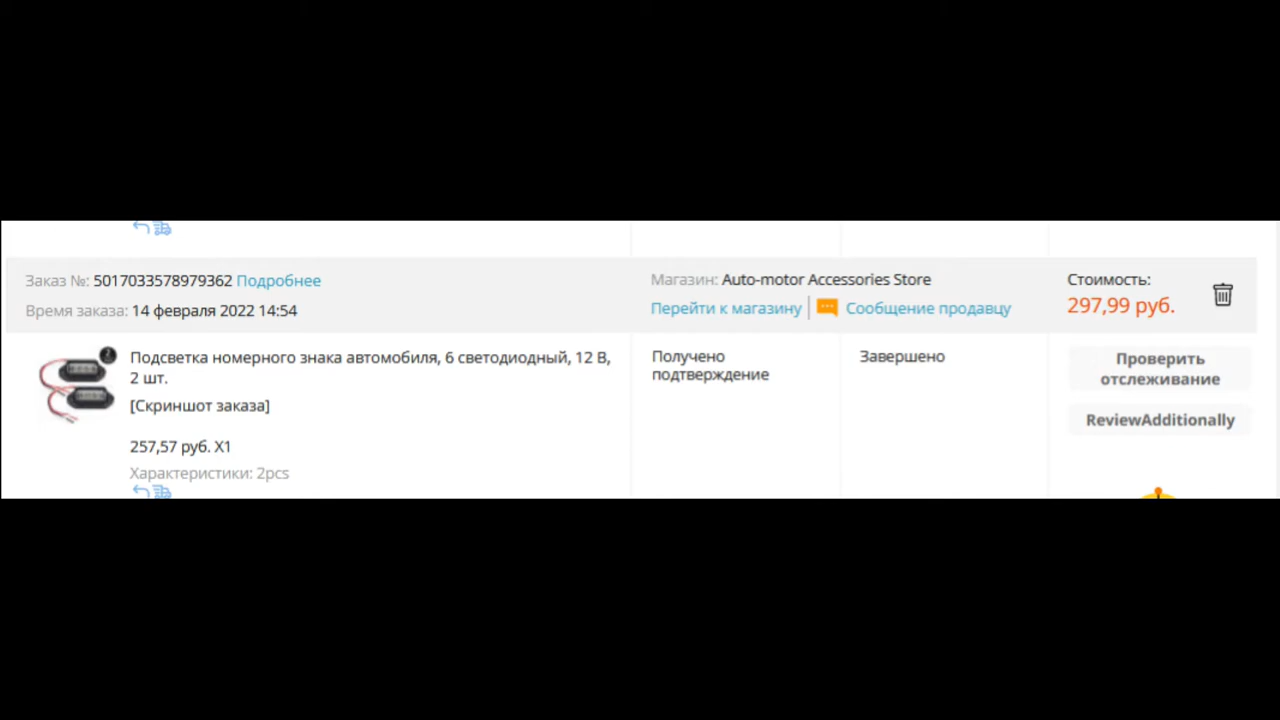 Заказ №: 5017033578979362 Подробнее
Магазин: Auto-motor Accessories Store
Стоимость:
Время заказа: 14 февраля 2022 14:54
Перейти к магазину
Сообщение продавцу
297,99 руб.
2
Подсветка номерного знака автомобиля, 6 светодиодный, 12 В,
2 шт.
[Скриншот заказа]
257,57 руб. X1
Характеристики: 2pcs
Получено
подтверждение
Завершено
Проверить
отслеживание
ReviewAdditionally